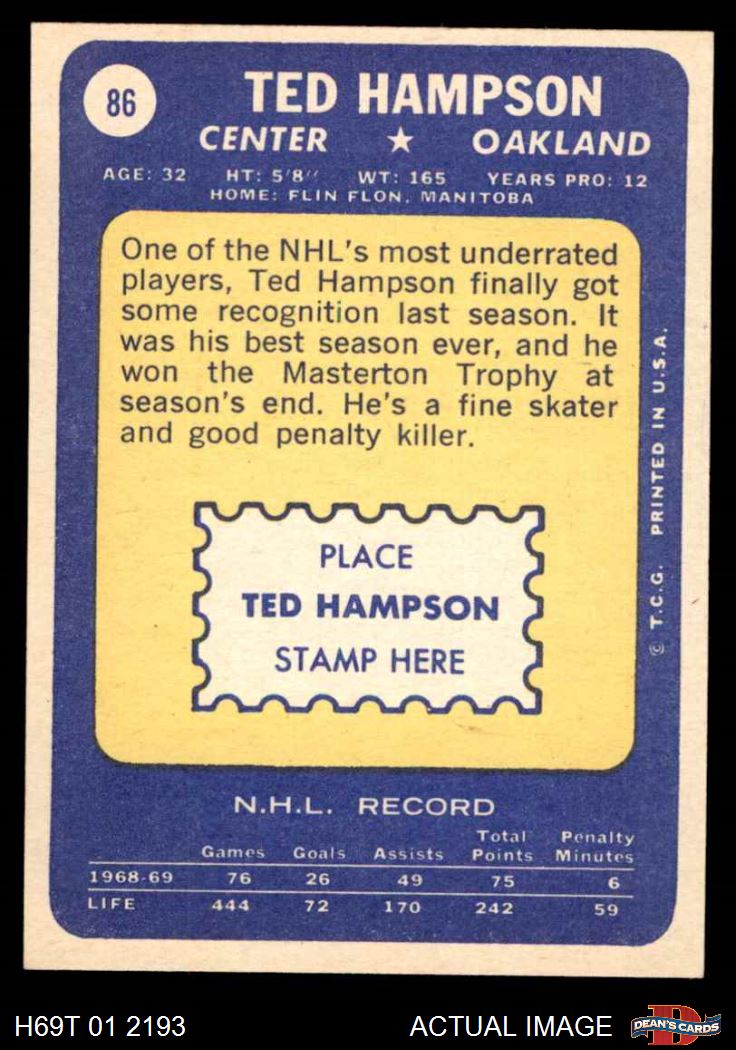 86
TED HAMPSON
CENTER ★ OAKLAND
AGE: 32 HT: 5'8'' WT: 165 YEARS PRO: 12
HOME: FLIN FLON, MANITOBA
One of the NHL's most underrated
players, Ted Hampson finally got
some recognition last season. It
was his best season ever, and he
won the Masterton Trophy at
season's end. He's a fine skater
and good penalty killer.
PLACE
TED HAMPSON
STAMP HERE
© T.C.G. PRINTED IN U.S.A.
N.H.L. RECORD
Games Goals Assists Total Points Penalty Minutes
1968-69 76 26 49 75 6
LIFE 444 72 170 242 59
H69T 01 2193 ACTUAL IMAGE
D
DEAN'S CARDS